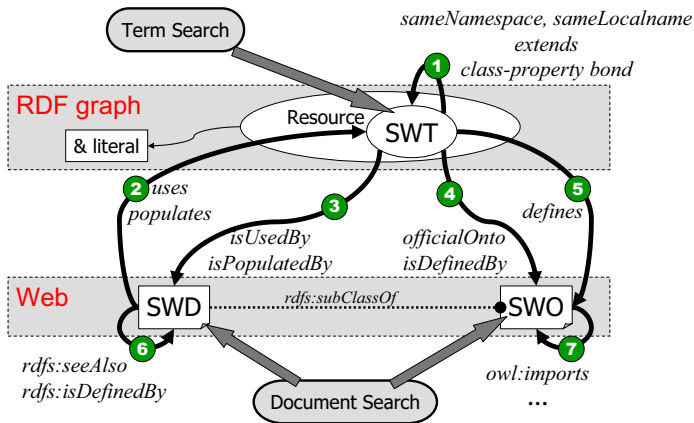 Term Search
sameNamespace, sameLocalname
extends
class-property bond
1
RDF graph
Resource
SWT
& literal
2
uses
populates
3
4
5
isUsedBy
isPopulatedBy
officialOnto
isDefinedBy
defines
Web
SWD
rdfs:subClassOf
SWO
6
7
rdfs:seeAlso
rdfs:isDefinedBy
owl:imports
...
Document Search